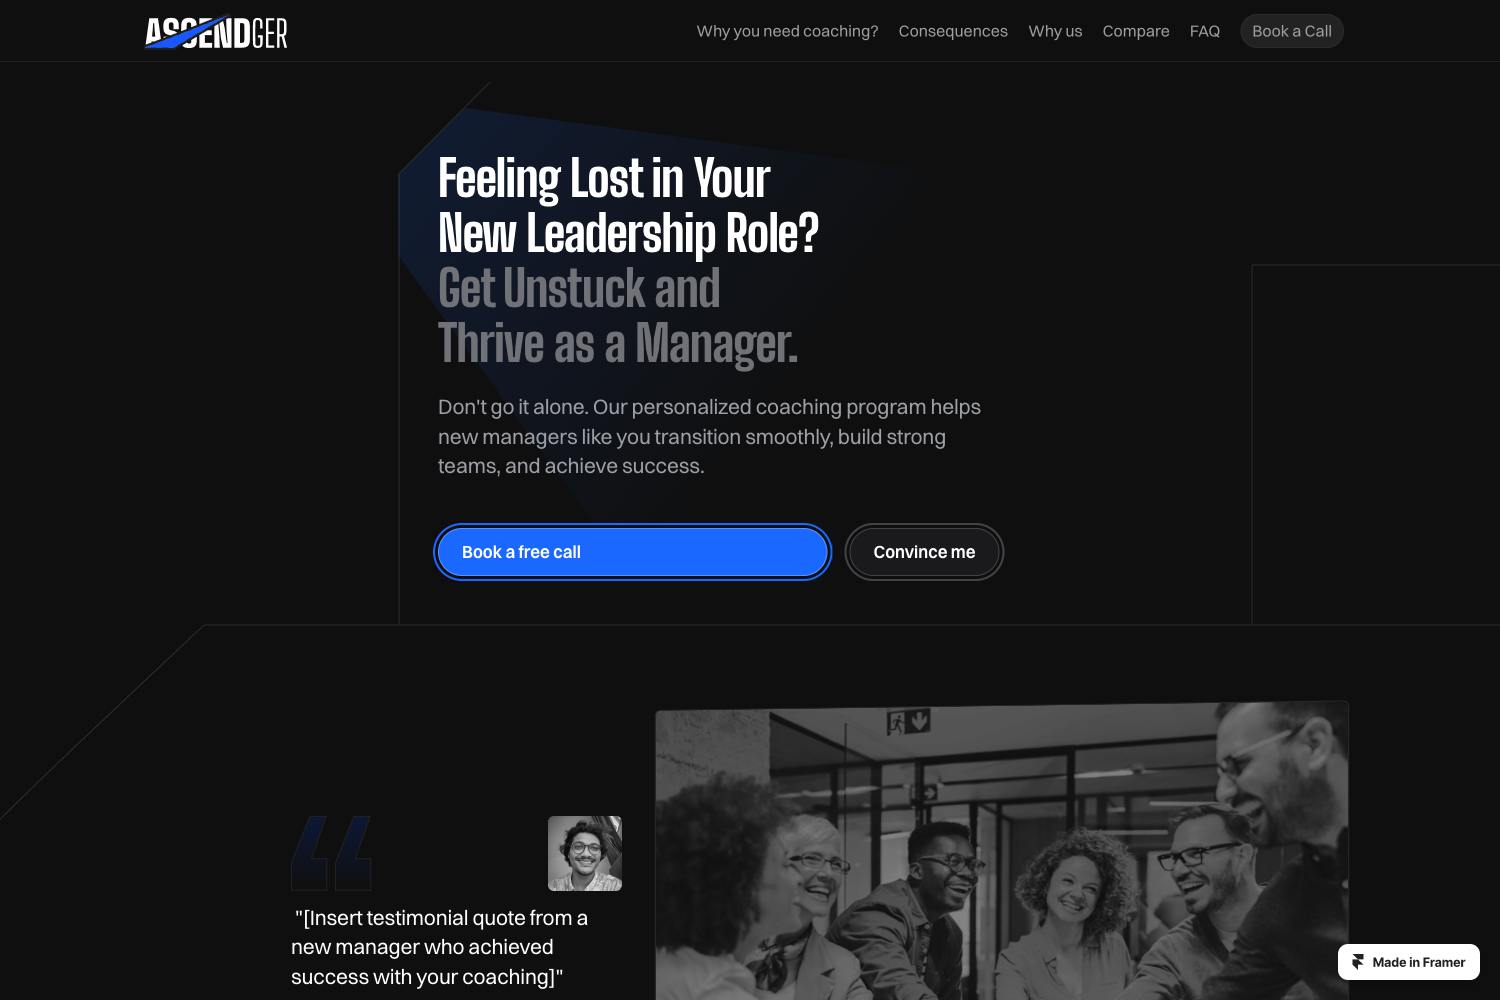 ASCENDGER
Why you need coaching?
Consequences
Why us
Compare
FAQ
Book a Call
Feeling Lost in Your
New Leadership Role?
Get Unstuck and
Thrive as a Manager.
Don't go it alone. Our personalized coaching program helps
new managers like you transition smoothly, build strong
teams, and achieve success.
Book a free call
Convince me
"[Insert testimonial quote from a
new manager who achieved
success with your coaching]"
Made in Framer